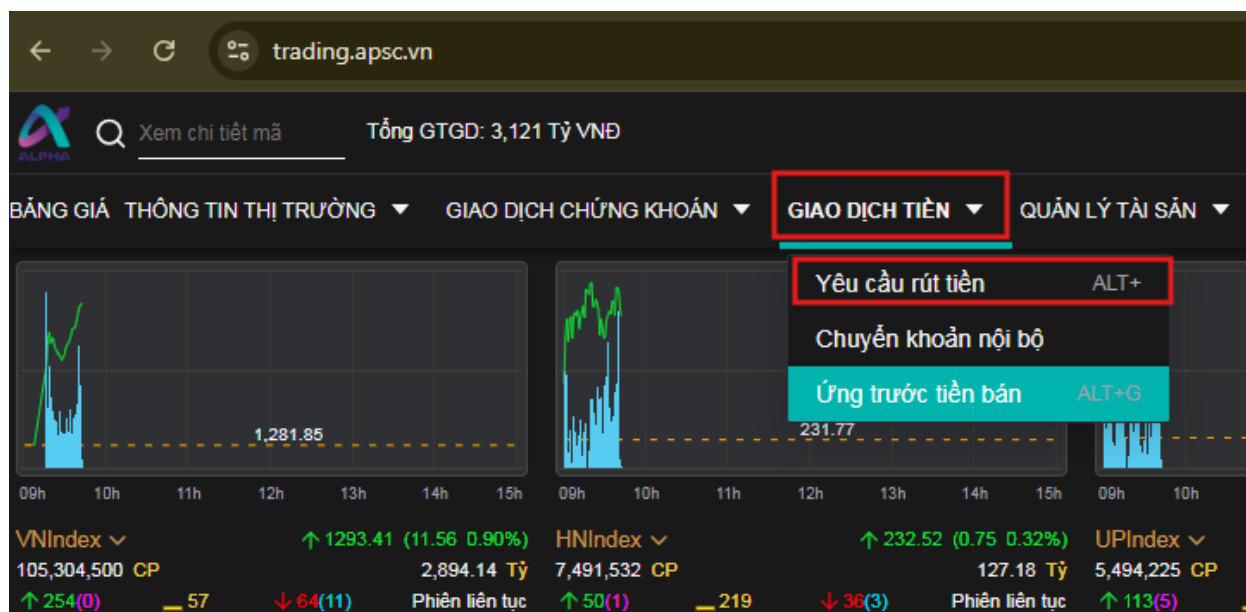 trading.apsc.vn
ALPHA
Xem chi tiết mã
Tổng GTGD: 3,121 Tỷ VNĐ
BẢNG GIÁ THÔNG TIN THỊ TRƯỜNG GIAO DỊCH CHỨNG KHOÁN GIAO DỊCH TIỀN QUẢN LÝ TÀI SẢN
Yêu cầu rút tiền ALT+
Chuyển khoản nội bộ
Ứng trước tiền bán ALT+G
1,281.85 231.77
09h 10h 11h 12h 13h 14h 15h 09h 10h 11h 12h 13h 14h 15h 09h 10h
VNIndex ↑ 1293.41 (11.56 0.90%) HNIndex ↑ 232.52 (0.75 0.32%) UPIndex
105,304,500 CP 2,894.14 Tỷ 7,491,532 CP 127.18 Tỷ 5,494,225 CP
↑ 254(0) 57 ↓ 64(11) Phiên liên tục ↑ 50(1) 219 ↓ 36(3) Phiên liên tục ↑ 113(5)